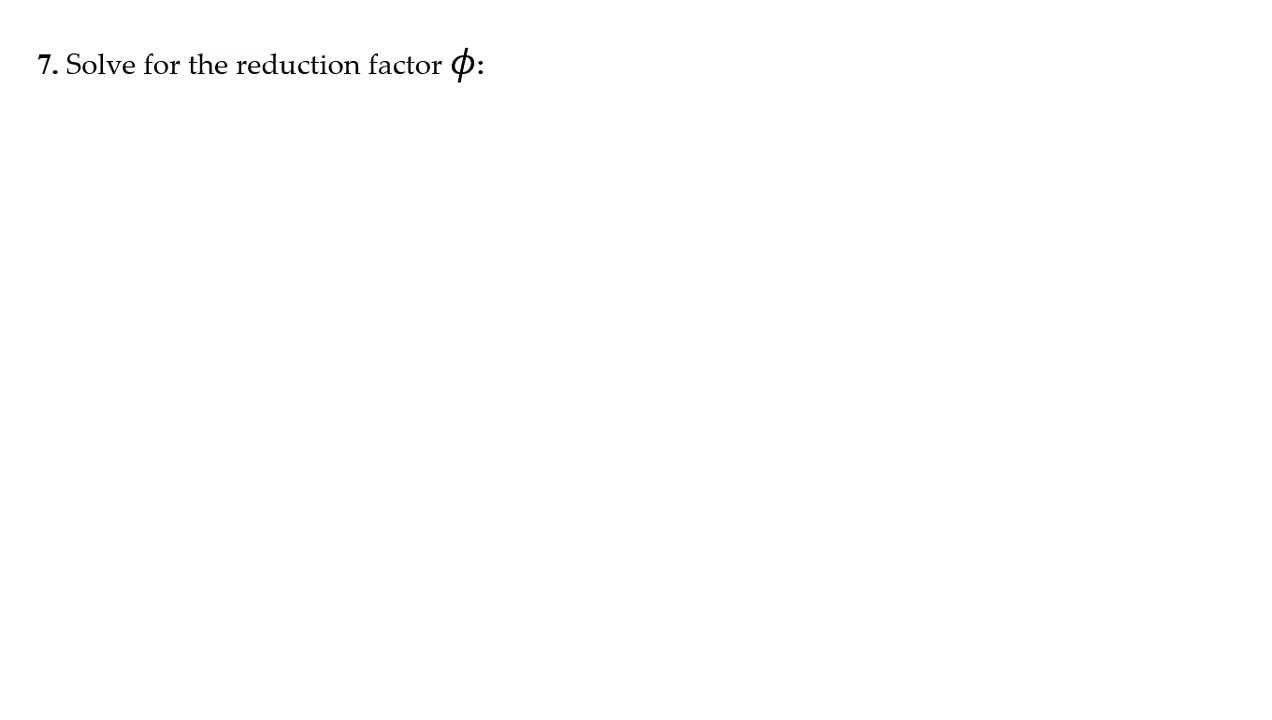 7. Solve for the reduction factor ϕ: